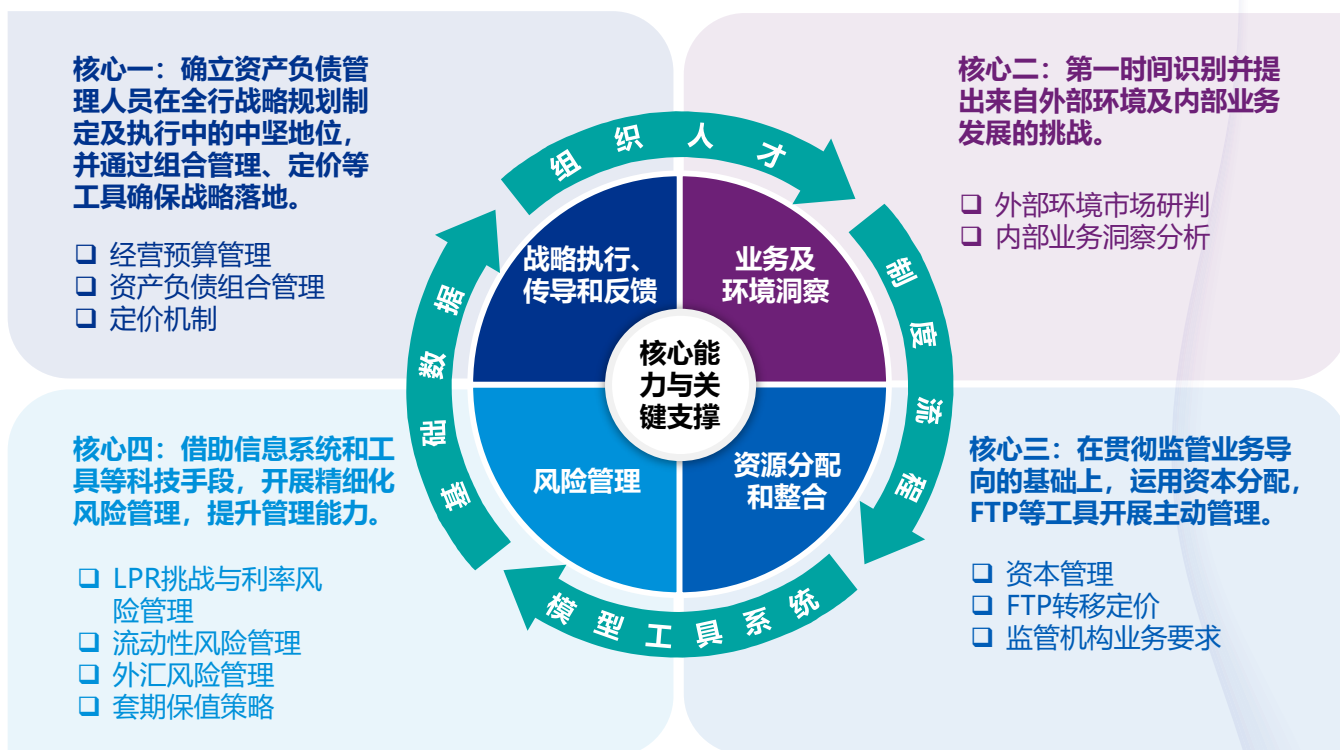 核心一：确立资产负债管
理人员在全行战略规划制
定及执行中的中坚地位，
并通过组合管理、定价等
工具确保战略落地。
❑ 经营预算管理
❑ 资产负债组合管理
❑ 定价机制
核心二：第一时间识别并提
出来自外部环境及内部业务
发展的挑战。
❑ 外部环境市场研判
❑ 内部业务洞察分析
组织人才
制度流程
模型工具系统
基础数据
战略执行、
传导和反馈
业务及
环境洞察
核心能
力与关
键支撑
风险管理
资源分配
和整合
核心四：借助信息系统和工
具等科技手段，开展精细化
风险管理，提升管理能力。
❑ LPR挑战与利率风
险管理
❑ 流动性风险管理
❑ 外汇风险管理
❑ 套期保值策略
核心三：在贯彻监管业务导
向的基础上，运用资本分配，
FTP等工具开展主动管理。
❑ 资本管理
❑ FTP转移定价
❑ 监管机构业务要求